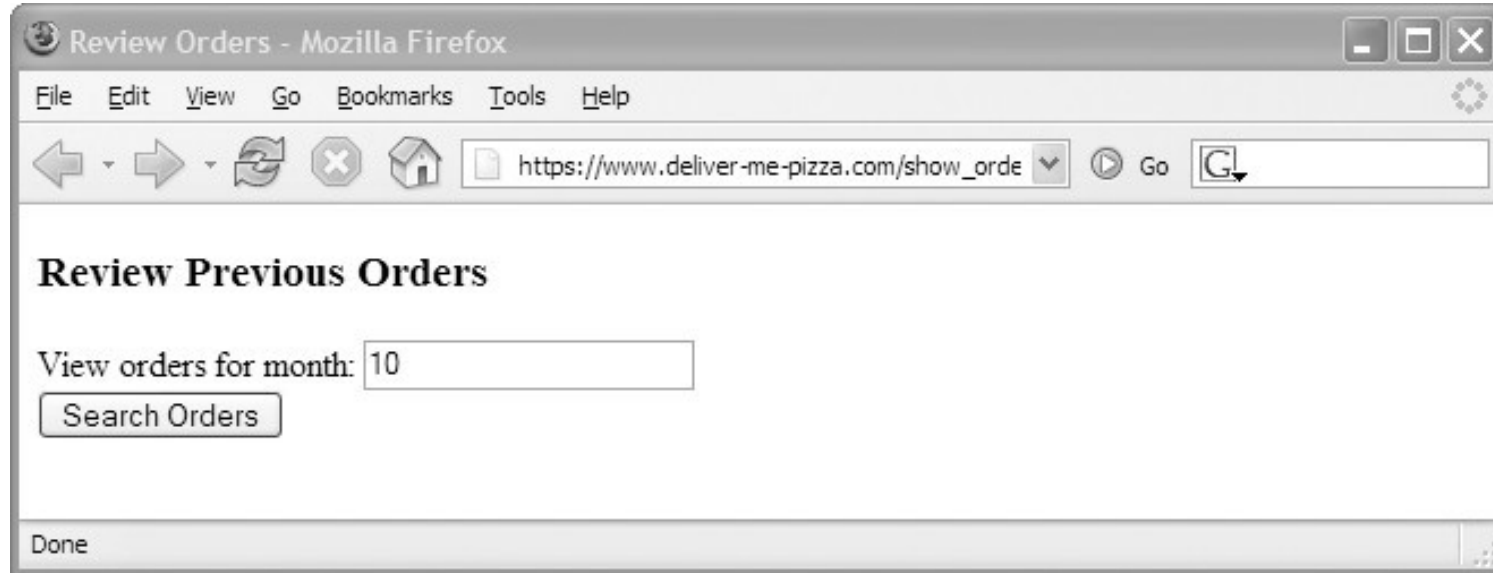 Review Orders - Mozilla Firefox
File Edit View Go Bookmarks Tools Help
https://www.deliver-me-pizza.com/show_orde Go G
Review Previous Orders
View orders for month: 10
Search Orders
Done